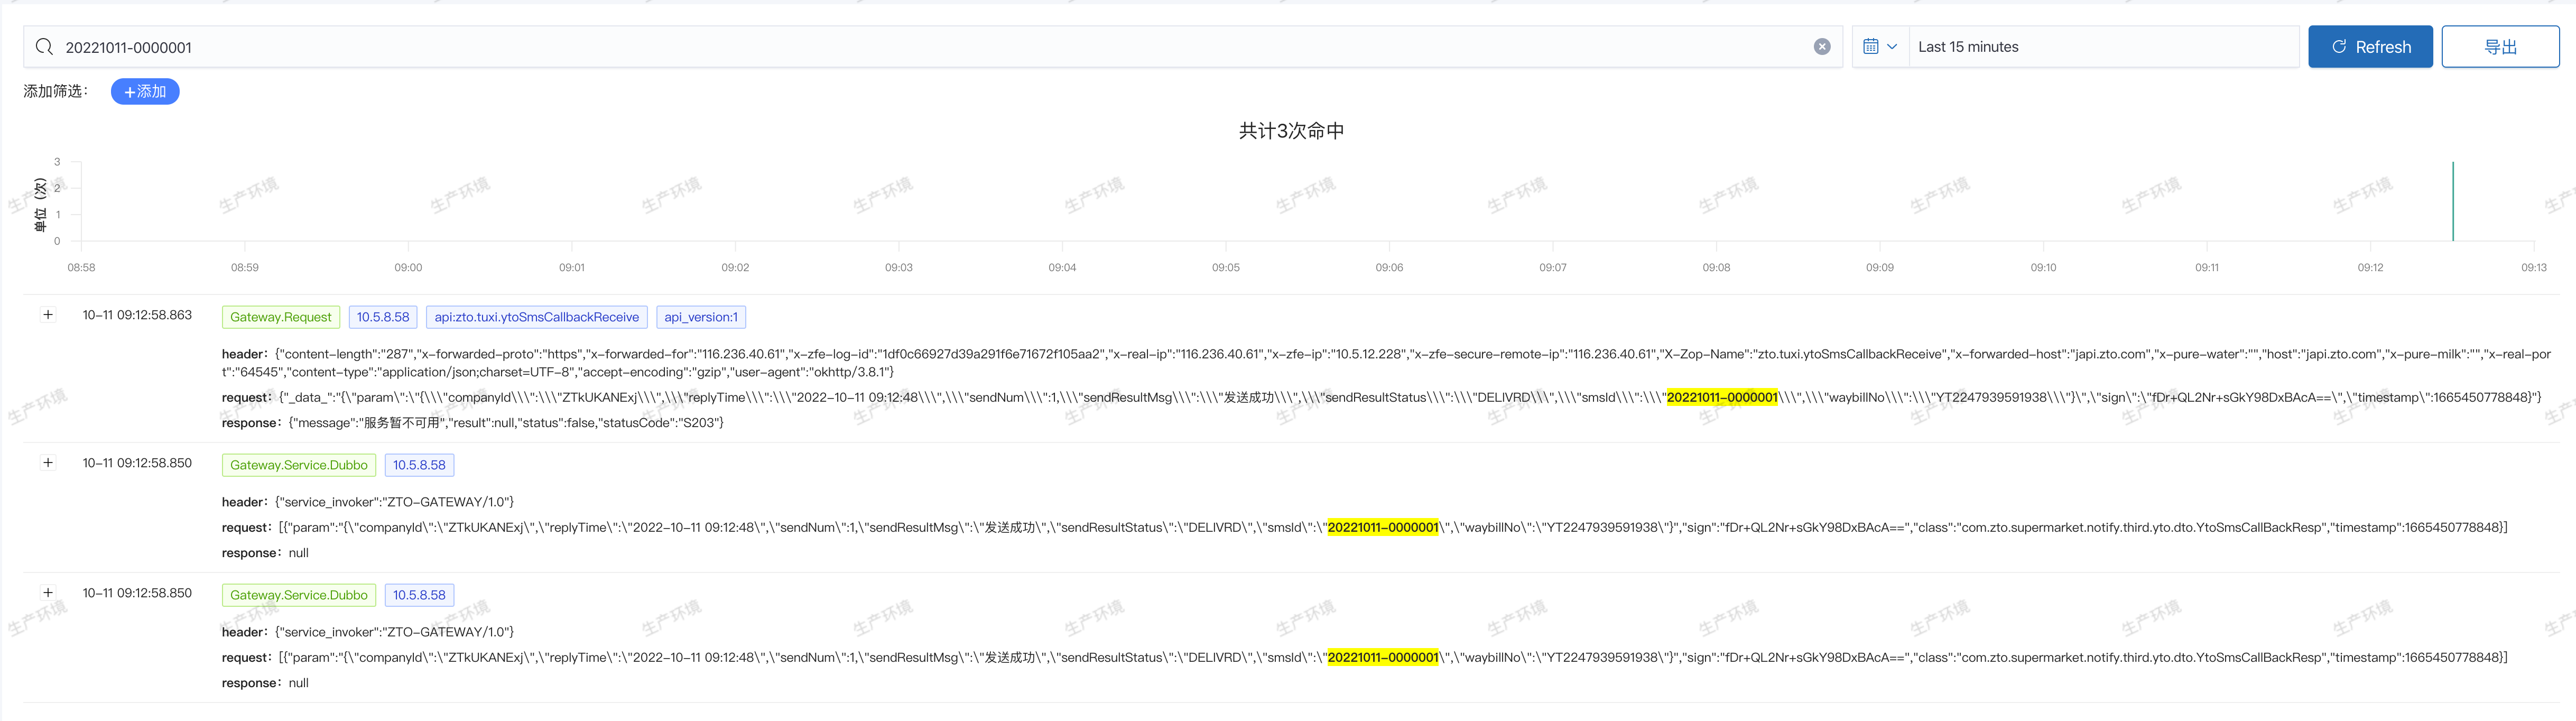 20221011-0000001
Last 15 minutes
Refresh
导出
添加筛选：
+添加
共计3次命中
单位（次）
3
2
1
0
08:58 08:59 09:00 09:01 09:02 09:03 09:04 09:05 09:06 09:07 09:08 09:09 09:10 09:11 09:12 09:13
+ 10-11 09:12:58.863 Gateway.Request 10.5.8.58 api:zto.tuxi.ytoSmsCallbackReceive api_version:1
header：{"content-length":"287","x-forwarded-proto":"https","x-forwarded-for":"116.236.40.61","x-zfe-log-id":"1df0c66927d39a291f6e71672f105aa2","x-real-ip":"116.236.40.61","x-zfe-ip":"10.5.12.228","x-zfe-secure-remote-ip":"116.236.40.61","X-Zop-Name":"zto.tuxi.ytoSmsCallbackReceive","x-forwarded-host":"japi.zto.com","x-pure-water":"","host":"japi.zto.com","x-pure-milk":"","x-real-por
t":"64545","content-type":"application/json;charset=UTF-8","accept-encoding":"gzip","user-agent":"okhttp/3.8.1"}
request：{"_data_":"{\"param\":\"{\\\"companyId\\\":\\\"ZTkUKANExj\\\",\\\"replyTime\\\":\\\"2022-10-11 09:12:48\\\",\\\"sendNum\\\":1,\\\"sendResultMsg\\\":\\\"发送成功\\\",\\\"sendResultStatus\\\":\\\"DELIVRD\\\",\\\"smsId\\\":\\\"20221011-0000001\\\",\\\"waybillNo\\\":\\\"YT2247939591938\\\"}\",\"sign\":\"fDr+QL2Nr+sGkY98DxBAcA==\",\"timestamp\":1665450778848}"}
response：{"message":"服务暂不可用","result":null,"status":false,"statusCode":"S203"}
+ 10-11 09:12:58.850 Gateway.Service.Dubbo 10.5.8.58
header：{"service_invoker":"ZTO-GATEWAY/1.0"}
request：[{"param":"{\"companyId\":\"ZTkUKANExj\",\"replyTime\":\"2022-10-11 09:12:48\",\"sendNum\":1,\"sendResultMsg\":\"发送成功\",\"sendResultStatus\":\"DELIVRD\",\"smsId\":\"20221011-0000001\",\"waybillNo\":\"YT2247939591938\"}","sign":"fDr+QL2Nr+sGkY98DxBAcA==","class":"com.zto.supermarket.notify.third.yto.dto.YtoSmsCallBackResp","timestamp":1665450778848}]
response：null
+ 10-11 09:12:58.850 Gateway.Service.Dubbo 10.5.8.58
header：{"service_invoker":"ZTO-GATEWAY/1.0"}
request：[{"param":"{\"companyId\":\"ZTkUKANExj\",\"replyTime\":\"2022-10-11 09:12:48\",\"sendNum\":1,\"sendResultMsg\":\"发送成功\",\"sendResultStatus\":\"DELIVRD\",\"smsId\":\"20221011-0000001\",\"waybillNo\":\"YT2247939591938\"}","sign":"fDr+QL2Nr+sGkY98DxBAcA==","class":"com.zto.supermarket.notify.third.yto.dto.YtoSmsCallBackResp","timestamp":1665450778848}]
response：null
生产环境